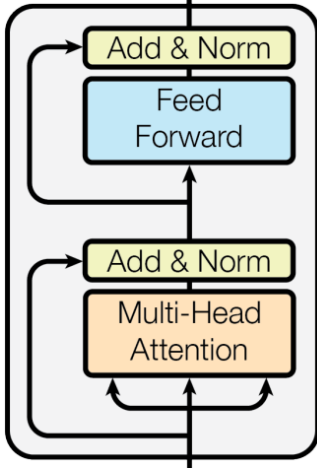 Add & Norm
Feed
Forward
Add & Norm
Multi-Head
Attention